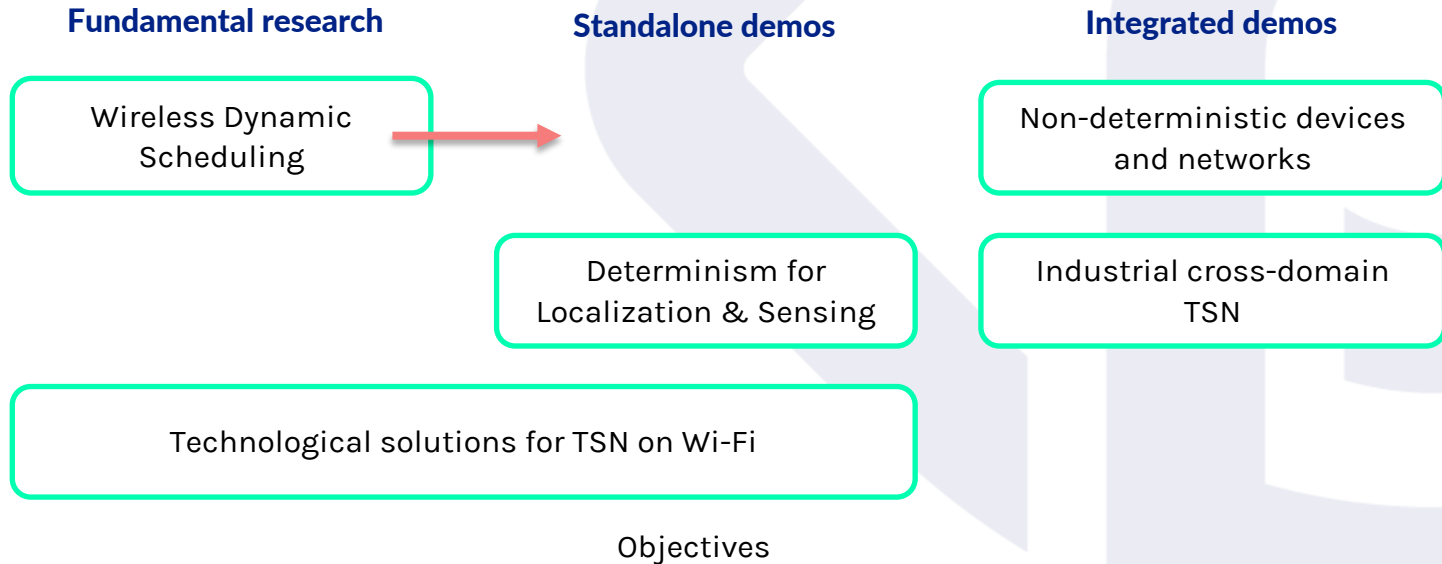 Fundamental research
Standalone demos
Integrated demos
Wireless Dynamic
Scheduling
Non-deterministic devices
and networks
Determinism for
Localization & Sensing
Industrial cross-domain
TSN
Technological solutions for TSN on Wi-Fi
Objectives